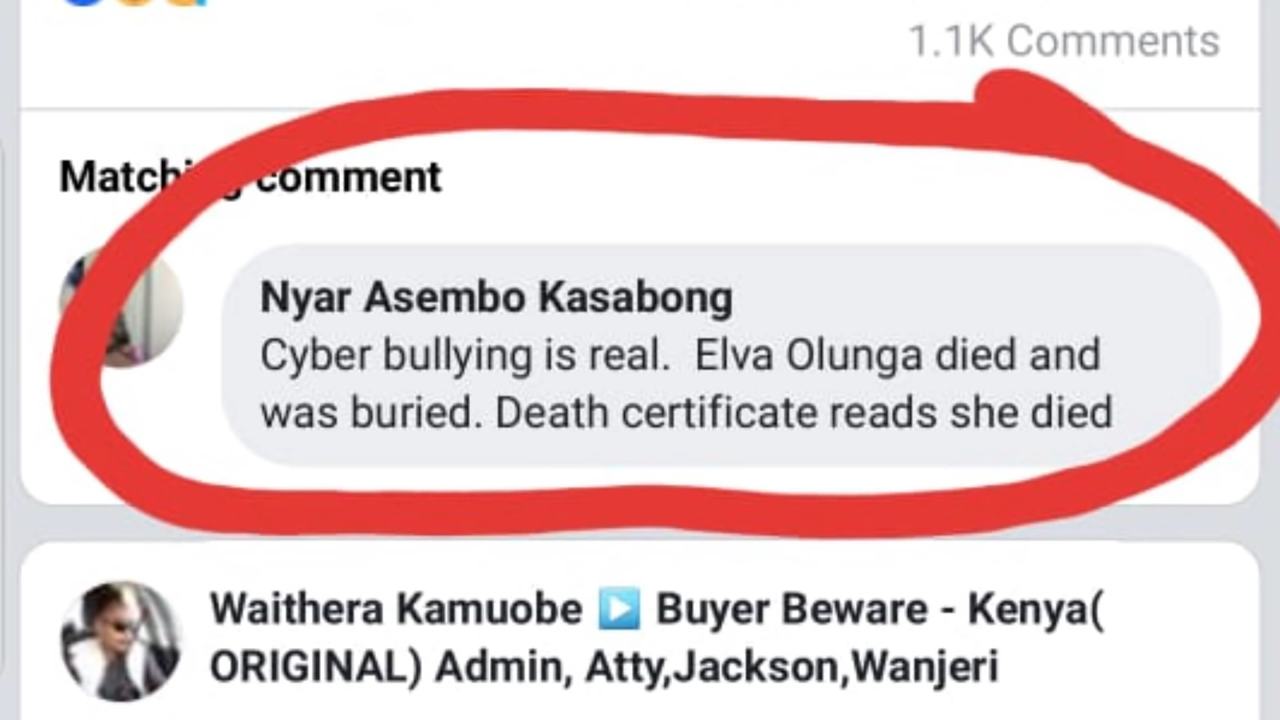 1.1K Comments
Matching comment
Nyar Asembo Kasabong
Cyber bullying is real.  Elva Olunga died and
was buried. Death certificate reads she died
Waithera Kamuobe ▶ Buyer Beware - Kenya(
ORIGINAL) Admin, Atty,Jackson,Wanjeri